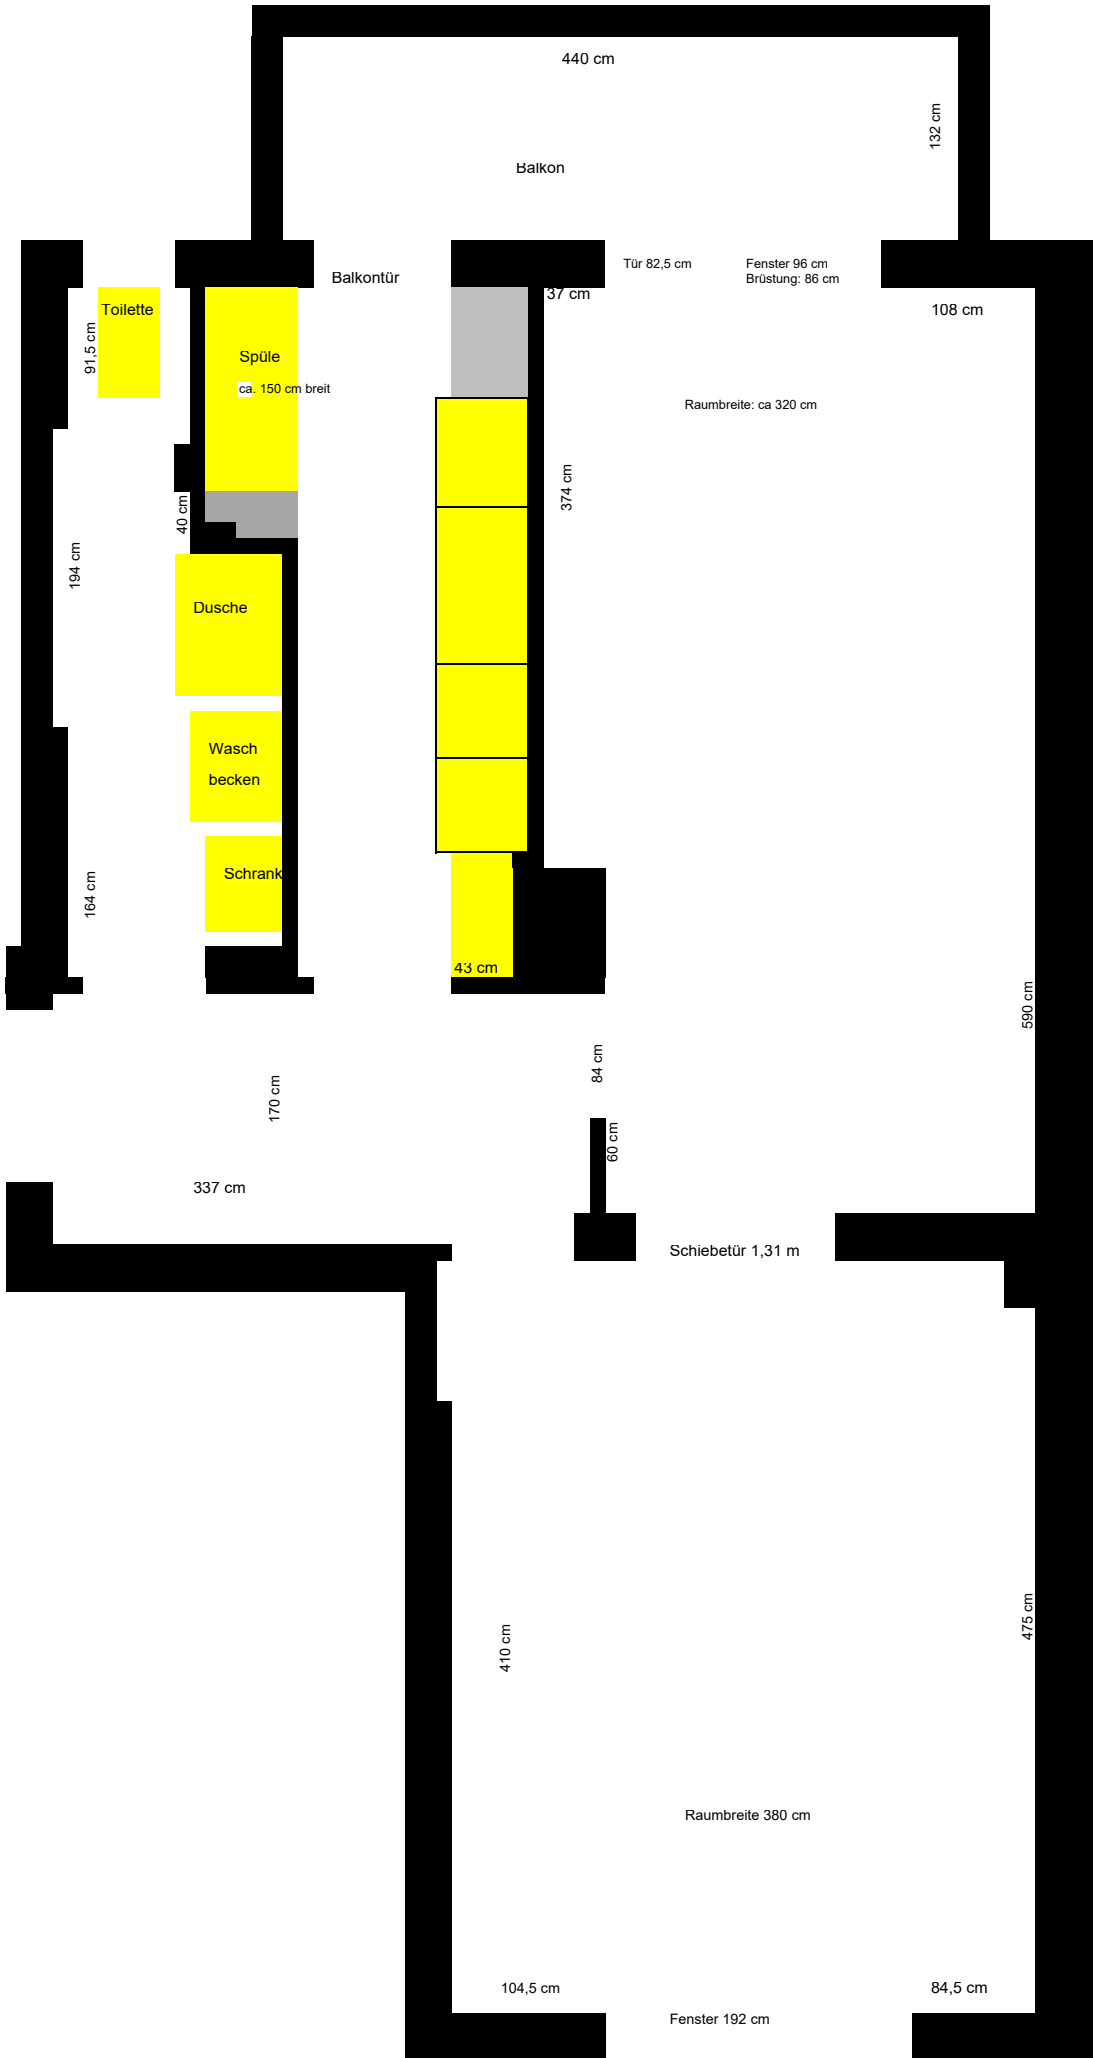 440 cm
132 cm
Balkon
Tür 82,5 cm
Fenster 96 cm
Brüstung: 86 cm
Balkontür
37 cm
108 cm
Toilette
91,5 cm
Spüle
ca. 150 cm breit
Raumbreite: ca 320 cm
374 cm
40 cm
194 cm
Dusche
Wasch
becken
Schrank
164 cm
43 cm
590 cm
84 cm
170 cm
60 cm
337 cm
Schiebetür 1,31 m
475 cm
410 cm
Raumbreite 380 cm
104,5 cm
84,5 cm
Fenster 192 cm